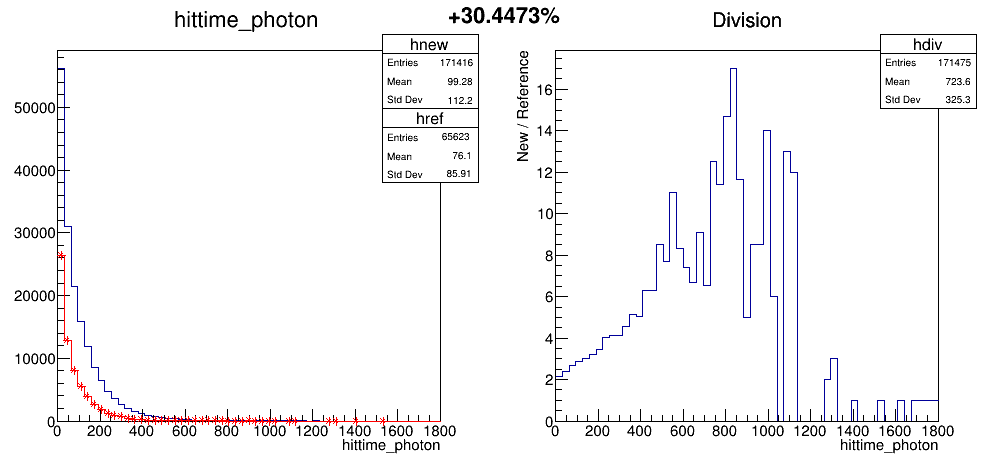 +30.4473%
hittime_photon
hnew
Entries 171416
Mean 99.28
Std Dev 112.2
href
Entries 65623
Mean 76.1
Std Dev 85.91
50000
40000
30000
20000
10000
0
0 200 400 600 800 1000 1200 1400 1600 1800
hittime_photon
Division
hdiv
Entries 171475
Mean 723.6
Std Dev 325.3
New / Reference
16
14
12
10
8
6
4
2
0
0 200 400 600 800 1000 1200 1400 1600 1800
hittime_photon